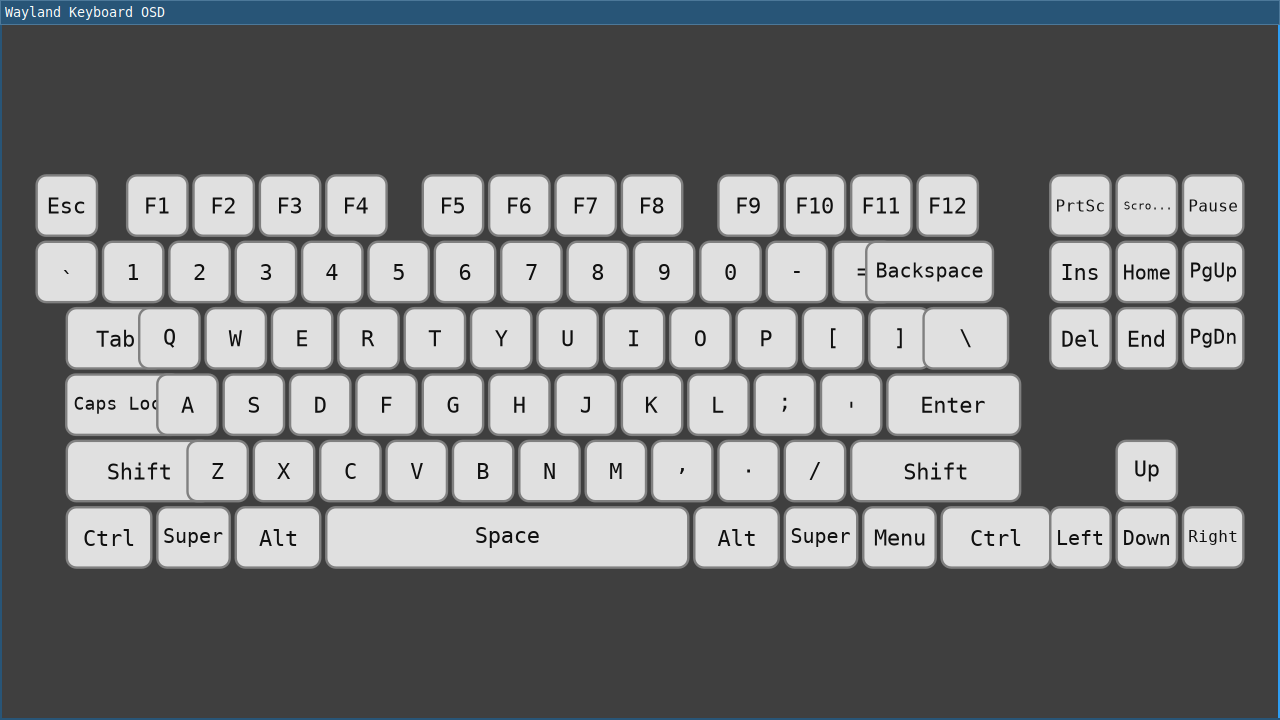 Wayland Keyboard OSD
Esc F1 F2 F3 F4 F5 F6 F7 F8 F9 F10 F11 F12 PrtSc Scro... Pause
` 1 2 3 4 5 6 7 8 9 0 - = Backspace Ins Home PgUp
Tab Q W E R T Y U I O P [ ] \ Del End PgDn
Caps Loc A S D F G H J K L ; ' Enter
Shift Z X C V B N M , . / Shift Up
Ctrl Super Alt Space Alt Super Menu Ctrl Left Down Right